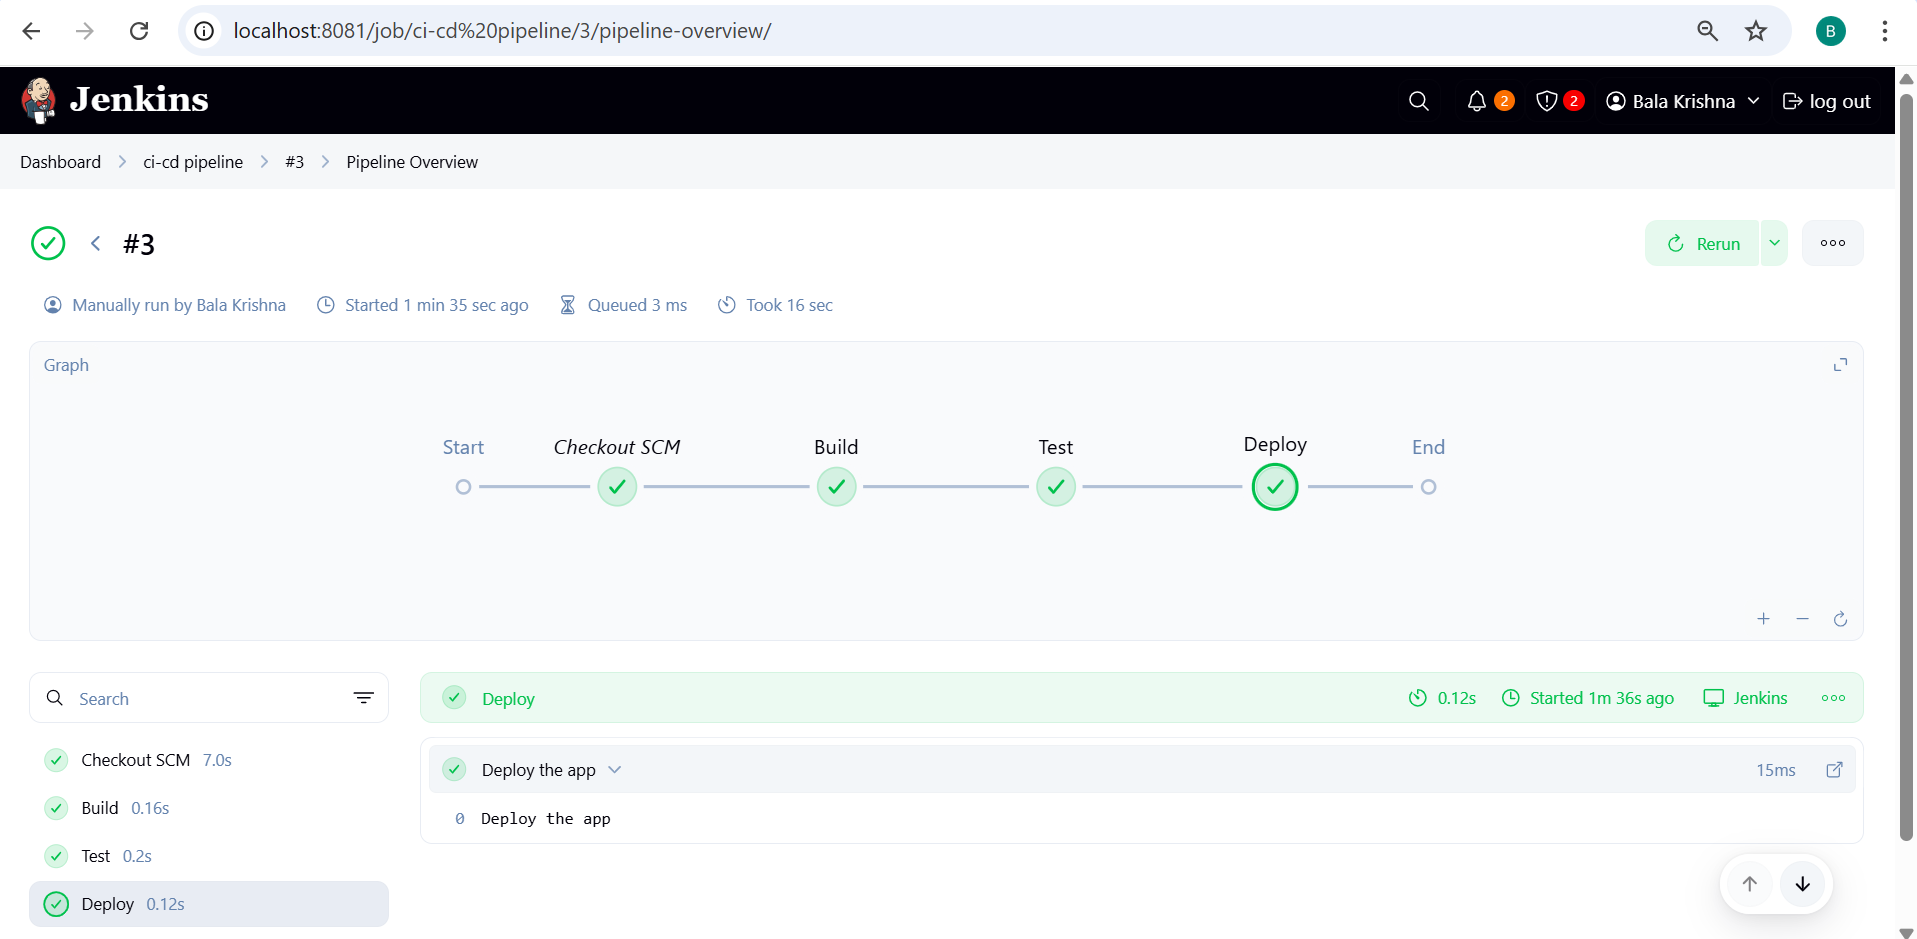 localhost:8081/job/ci-cd%20pipeline/3/pipeline-overview/
B
Jenkins
2
2
Bala Krishna
log out
Dashboard
ci-cd pipeline
#3
Pipeline Overview
#3
Rerun
Manually run by Bala Krishna
Started 1 min 35 sec ago
Queued 3 ms
Took 16 sec
Graph
Start
Checkout SCM
Build
Test
Deploy
End
Search
Checkout SCM 7.0s
Build 0.16s
Test 0.2s
Deploy 0.12s
Deploy
0.12s
Started 1m 36s ago
Jenkins
Deploy the app
15ms
0 Deploy the app